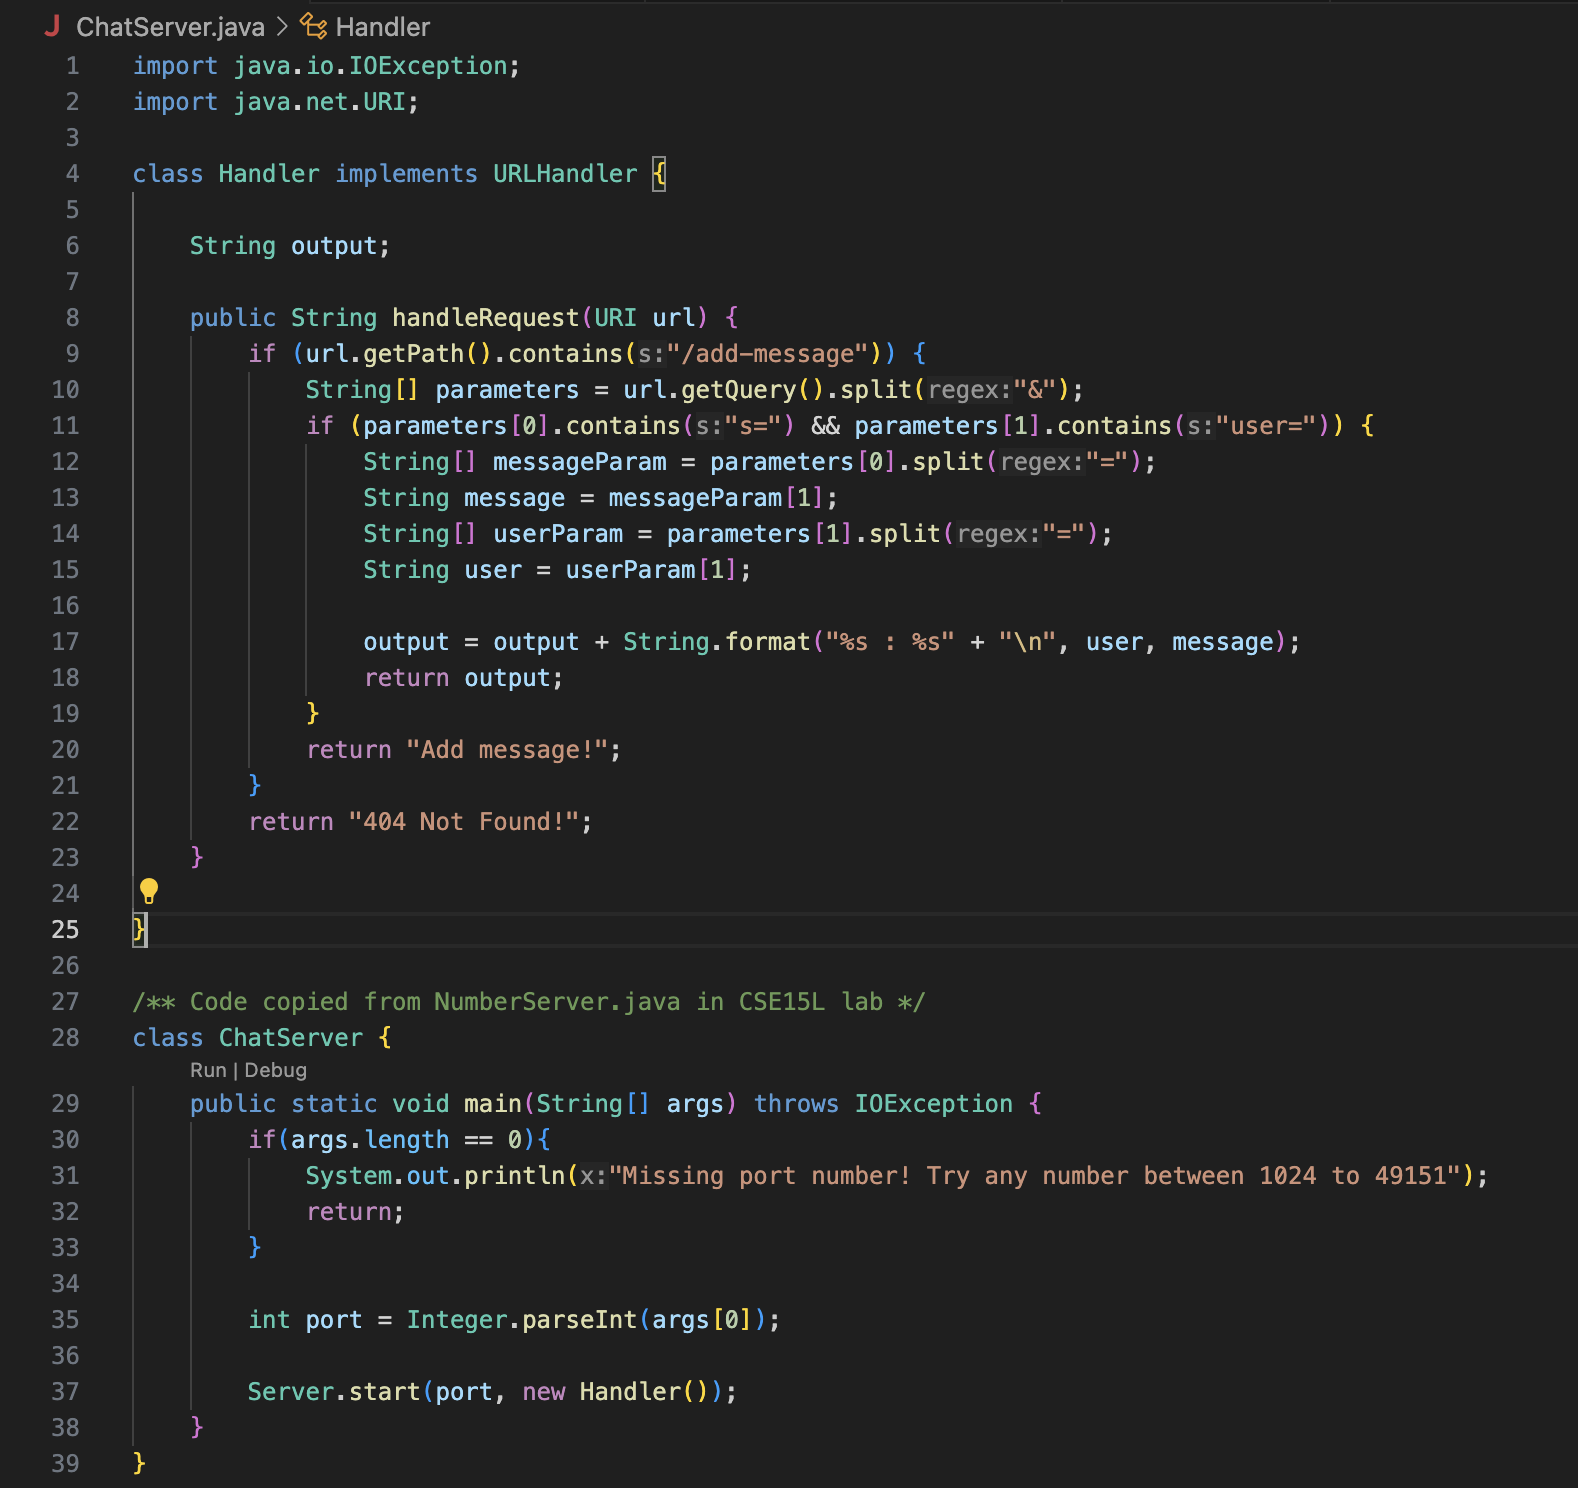 J ChatServer.java > Handler
1 import java.io.IOException;
2 import java.net.URI;
3
4 class Handler implements URLHandler {
5
6     String output;
7
8     public String handleRequest(URI url) {
9         if (url.getPath().contains(s:"/add-message")) {
10             String[] parameters = url.getQuery().split(regex:"&");
11             if (parameters[0].contains(s:"s=") && parameters[1].contains(s:"user=")) {
12                 String[] messageParam = parameters[0].split(regex:"=");
13                 String message = messageParam[1];
14                 String[] userParam = parameters[1].split(regex:"=");
15                 String user = userParam[1];
16
17                 output = output + String.format("%s : %s" + "\n", user, message);
18                 return output;
19             }
20             return "Add message!";
21         }
22         return "404 Not Found!";
23     }
24
25 }
26
27 /** Code copied from NumberServer.java in CSE15L lab */
28 class ChatServer {
Run | Debug
29     public static void main(String[] args) throws IOException {
30         if(args.length == 0){
31             System.out.println(x:"Missing port number! Try any number between 1024 to 49151");
32             return;
33         }
34
35         int port = Integer.parseInt(args[0]);
36
37         Server.start(port, new Handler());
38     }
39 }